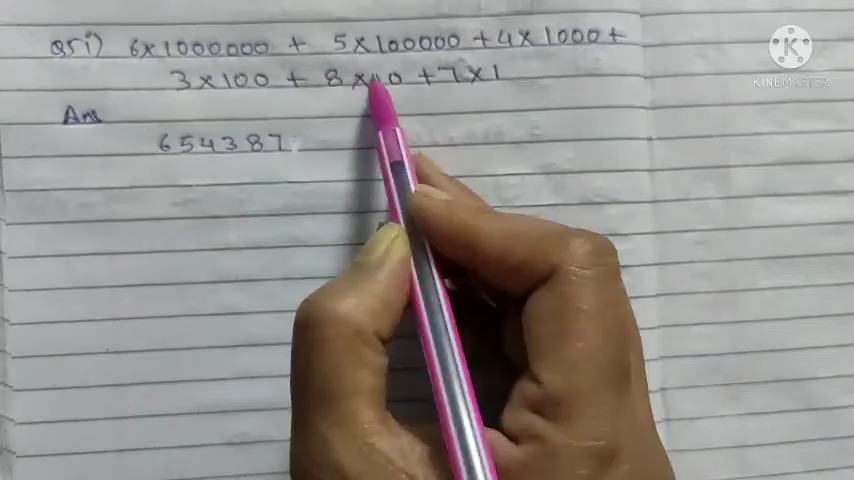 Q5 i) 6x1000000 + 5x100000 +4x1000+
3x100 + 8x10 +7x1
Ans
654387
KINEMASTER